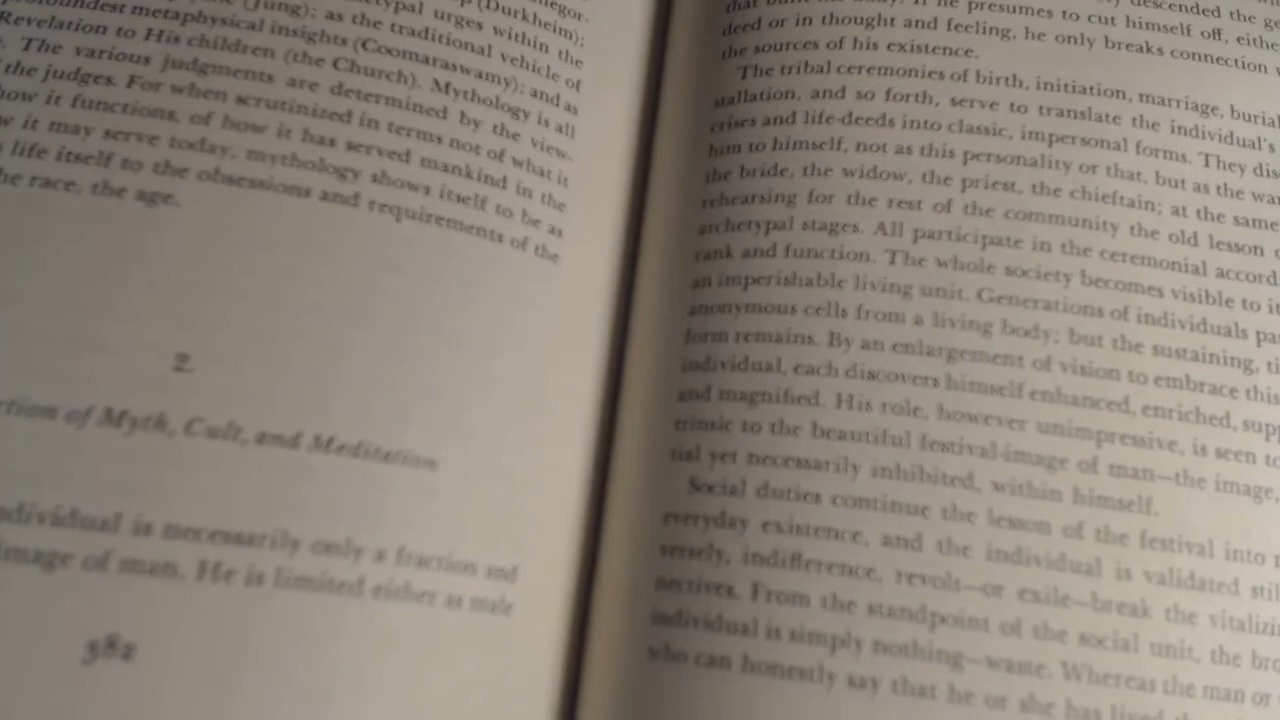 (Durkheim);
(Jung); as the traditional vehicle of
profoundest metaphysical insights (Coomaraswamy); and as
Revelation to His children (the Church). Mythology is all
The various judgments are determined by the view-
the judges. For when scrutinized in terms not of what it
how it functions, of how it has served mankind in the
it may serve today, mythology shows itself to be as
life itself to the obsessions and requirements of the
race, the age.
2.
of Myth, Cult, and Meditation
is necessarily only a fraction and
image of man. He is limited either as male
382
he presumes to cut himself off,
deed or in thought and feeling, he only breaks connection
the sources of his existence.
The tribal ceremonies of birth, initiation, marriage, burial
stallation, and so forth, serve to translate the individual's
crises and life-deeds into classic, impersonal forms. They
him to himself, not as this personality or that, but as the
the bride, the widow, the priest, the chieftain; at the same
rehearsing for the rest of the community the old lesson
archetypal stages. All participate in the ceremonial
rank and function. The whole society becomes visible to
an imperishable living unit. Generations of individuals
anonymous cells from a living body; but the sustaining,
form remains. By an enlargement of vision to embrace this
individual, each discovers himself enhanced, enriched,
and magnified. His role, however unimpressive, is seen
trinsic to the beautiful festival-image of man—the image,
tial yet necessarily inhibited, within himself.
Social duties continue the lesson of the festival into
everyday existence, and the individual is validated
versely, indifference, revolt—or exile—break the
nectives. From the standpoint of the social unit, the
individual is simply nothing—waste. Whereas the man or
who can honestly say that he or she has lived